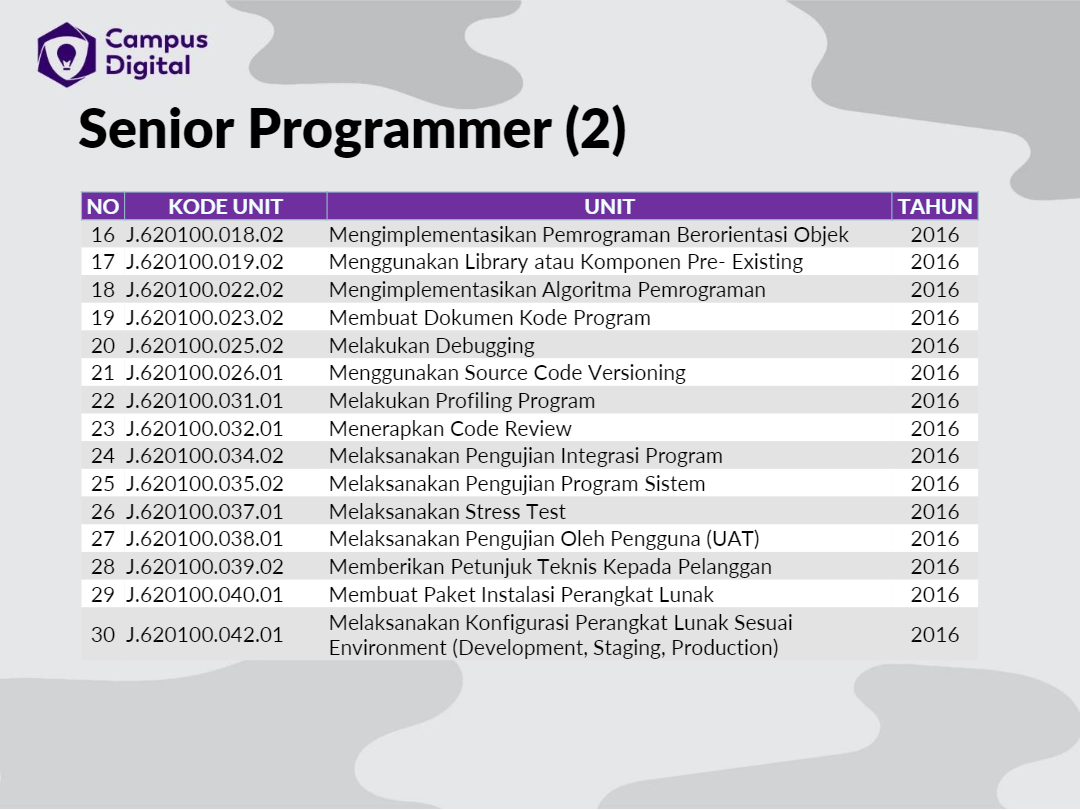 Campus
Digital
Senior Programmer (2)
NO KODE UNIT UNIT TAHUN
16 J.620100.018.02 Mengimplementasikan Pemrograman Berorientasi Objek 2016
17 J.620100.019.02 Menggunakan Library atau Komponen Pre- Existing 2016
18 J.620100.022.02 Mengimplementasikan Algoritma Pemrograman 2016
19 J.620100.023.02 Membuat Dokumen Kode Program 2016
20 J.620100.025.02 Melakukan Debugging 2016
21 J.620100.026.01 Menggunakan Source Code Versioning 2016
22 J.620100.031.01 Melakukan Profiling Program 2016
23 J.620100.032.01 Menerapkan Code Review 2016
24 J.620100.034.02 Melaksanakan Pengujian Integrasi Program 2016
25 J.620100.035.02 Melaksanakan Pengujian Program Sistem 2016
26 J.620100.037.01 Melaksanakan Stress Test 2016
27 J.620100.038.01 Melaksanakan Pengujian Oleh Pengguna (UAT) 2016
28 J.620100.039.02 Memberikan Petunjuk Teknis Kepada Pelanggan 2016
29 J.620100.040.01 Membuat Paket Instalasi Perangkat Lunak 2016
30 J.620100.042.01 Melaksanakan Konfigurasi Perangkat Lunak Sesuai
Environment (Development, Staging, Production) 2016